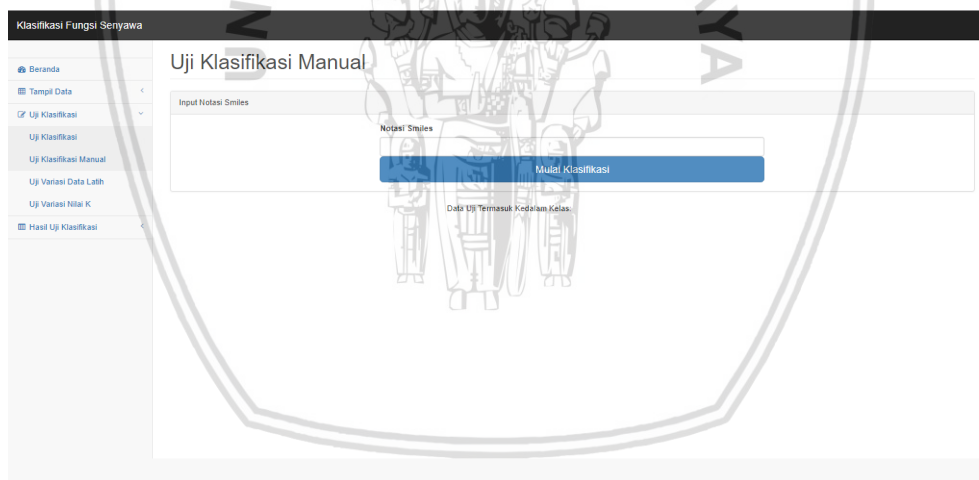 Klasifikasi Fungsi Senyawa
Beranda
Tampil Data
Uji Klasifikasi
Uji Klasifikasi
Uji Klasifikasi Manual
Uji Variasi Data Latih
Uji Variasi Nilai K
Hasil Uji Klasifikasi
Uji Klasifikasi Manual
Input Notasi Smiles
Notasi Smiles
Mulai Klasifikasi
Data Uji Termasuk Kedalam Kelas: